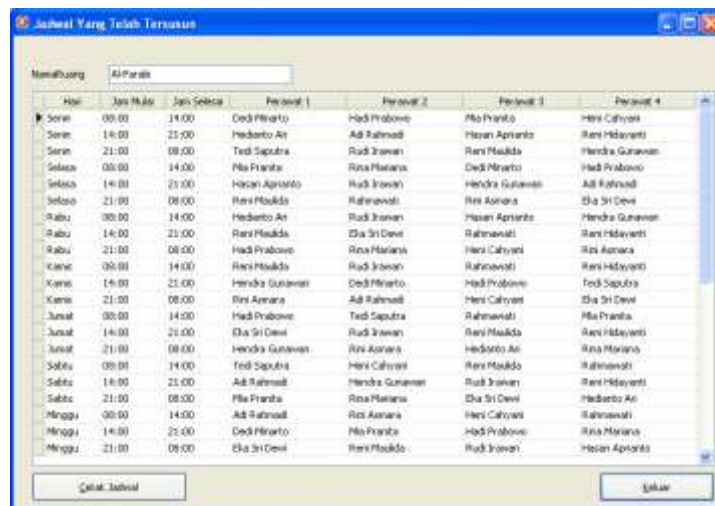 Jadwal Yang Telah Tersusun
NamaRuang Al-Farabi
Hari Jam Mulai Jam Selesai Perawat 1 Perawat 2 Perawat 3 Perawat 4
Senin 08:00 14:00 Dedi Minarto Hadi Prabowo Mia Pranita Heni Cahyani
Senin 14:00 21:00 Hedianto Ari Adi Rahmadi Hasan Aprianto Reni Hidayanti
Senin 21:00 08:00 Tedi Saputra Rudi Irawan Reni Maulida Hendra Gunawan
Selasa 08:00 14:00 Mia Pranita Rina Mariana Dedi Minarto Hadi Prabowo
Selasa 14:00 21:00 Hasan Aprianto Rudi Irawan Hendra Gunawan Adi Rahmadi
Selasa 21:00 08:00 Reni Maulida Rahmawati Rini Asmara Eka Sri Dewi
Rabu 08:00 14:00 Hedianto Ari Rudi Irawan Hasan Aprianto Hendra Gunawan
Rabu 14:00 21:00 Reni Maulida Eka Sri Dewi Rahmawati Reni Hidayanti
Rabu 21:00 08:00 Hadi Prabowo Rina Mariana Heni Cahyani Rini Asmara
Kamis 08:00 14:00 Reni Maulida Rudi Irawan Rahmawati Reni Hidayanti
Kamis 14:00 21:00 Hendra Gunawan Dedi Minarto Hadi Prabowo Tedi Saputra
Kamis 21:00 08:00 Rini Asmara Adi Rahmadi Heni Cahyani Eka Sri Dewi
Jumat 08:00 14:00 Hadi Prabowo Tedi Saputra Rahmawati Mia Pranita
Jumat 14:00 21:00 Eka Sri Dewi Rudi Irawan Reni Maulida Reni Hidayanti
Jumat 21:00 08:00 Hendra Gunawan Rini Asmara Hedianto Ari Rina Mariana
Sabtu 08:00 14:00 Tedi Saputra Heni Cahyani Reni Maulida Rahmawati
Sabtu 14:00 21:00 Adi Rahmadi Hendra Gunawan Rudi Irawan Reni Hidayanti
Sabtu 21:00 08:00 Mia Pranita Rina Mariana Eka Sri Dewi Hedianto Ari
Minggu 08:00 14:00 Adi Rahmadi Rini Asmara Heni Cahyani Rahmawati
Minggu 14:00 21:00 Dedi Minarto Mia Pranita Hadi Prabowo Rina Mariana
Minggu 21:00 08:00 Eka Sri Dewi Reni Maulida Rudi Irawan Hasan Aprianto
Cetak Jadwal Keluar